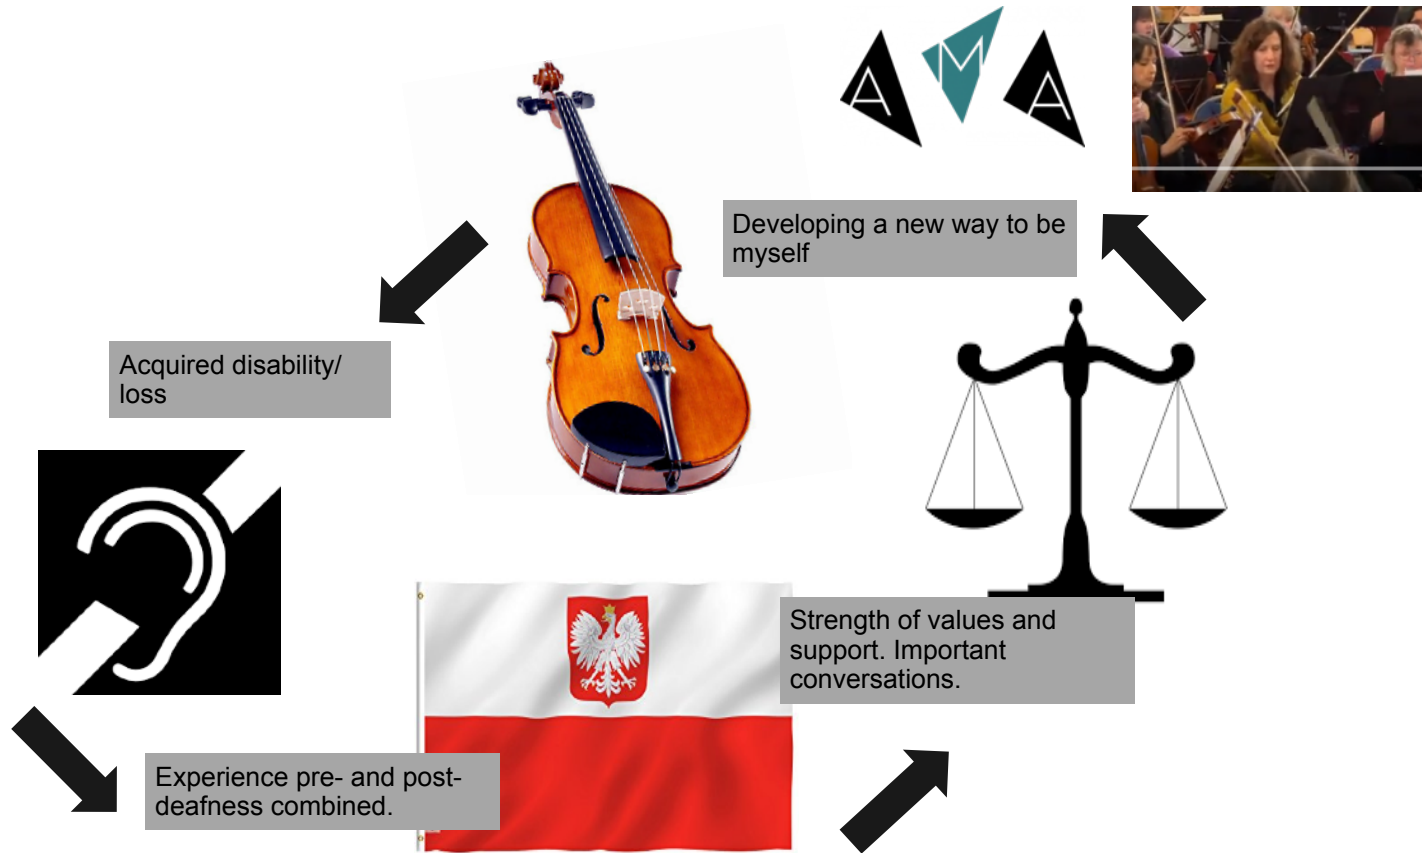 AMA
Developing a new way to be
myself
Acquired disability/
loss
Strength of values and
support. Important
conversations.
Experience pre- and post-
deafness combined.